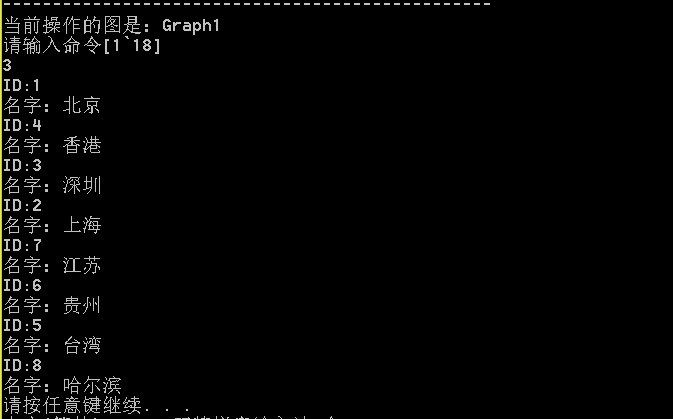 --------------------------------------------------
当前操作的图是：Graph1
请输入命令[1`18]
3
ID:1
名字：北京
ID:4
名字：香港
ID:3
名字：深圳
ID:2
名字：上海
ID:7
名字：江苏
ID:6
名字：贵州
ID:5
名字：台湾
ID:8
名字：哈尔滨
请按任意键继续. . .